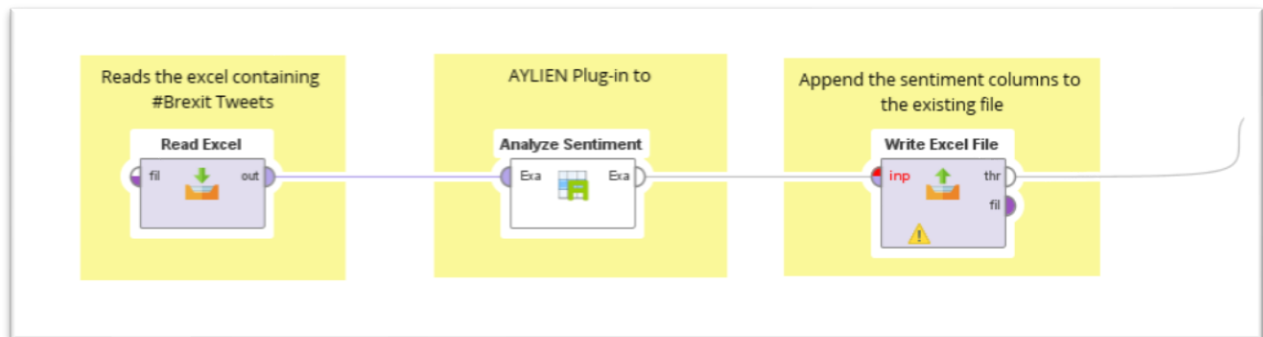 Reads the excel containing
#Brexit Tweets
Read Excel
fil
out
AYLIEN Plug-in to
Analyze Sentiment
Exa
Exa
Append the sentiment columns to
the existing file
Write Excel File
inp
thr
fil